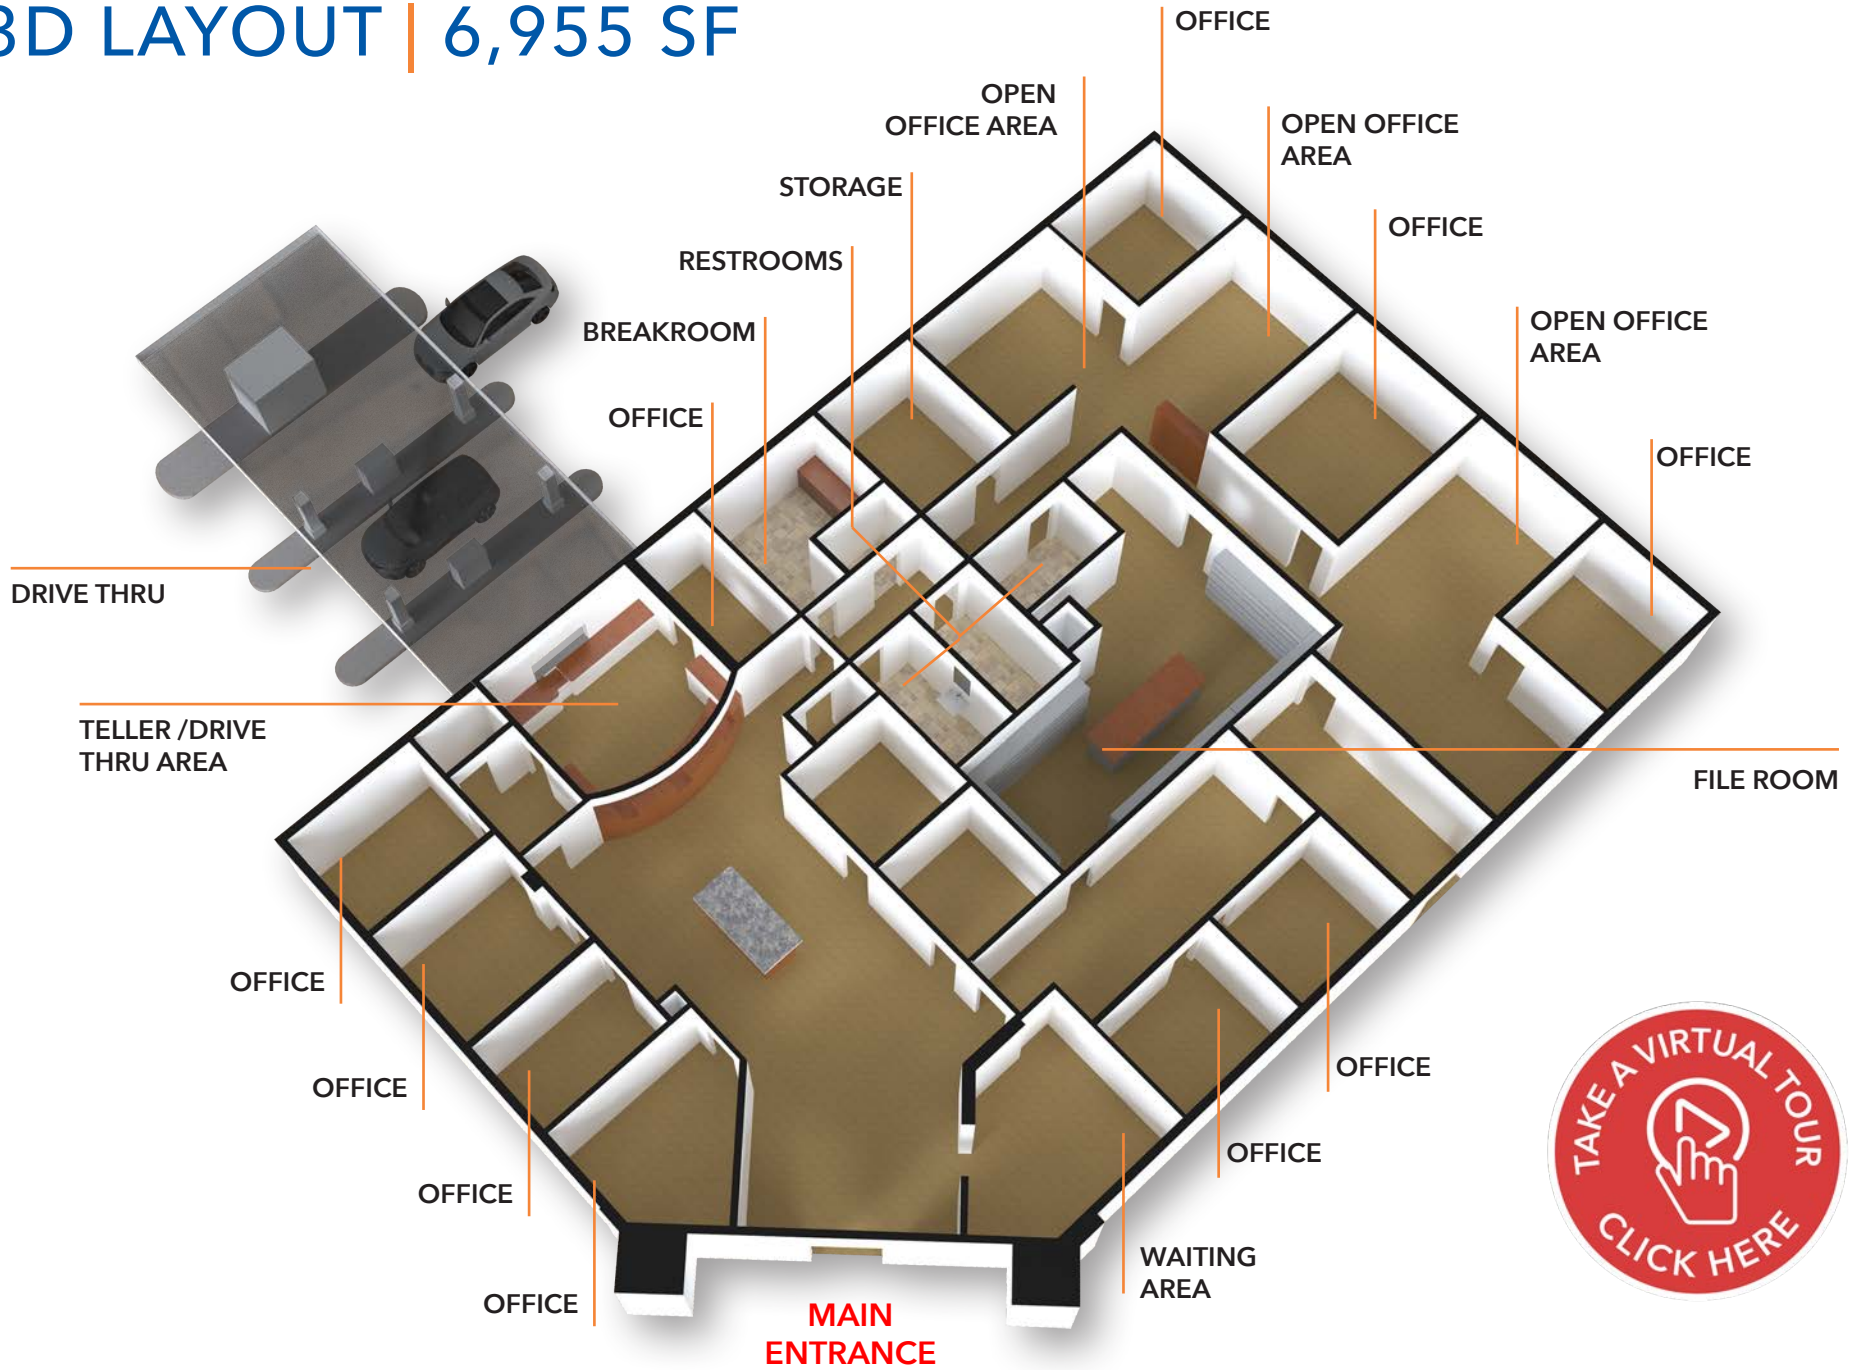 3D LAYOUT | 6,955 SF
OFFICE
OPEN
OFFICE AREA
OPEN OFFICE
AREA
STORAGE
OFFICE
RESTROOMS
BREAKROOM
OPEN OFFICE
AREA
OFFICE
OFFICE
DRIVE THRU
TELLER /DRIVE
THRU AREA
FILE ROOM
OFFICE
OFFICE
OFFICE
OFFICE
OFFICE
OFFICE
WAITING
AREA
MAIN
ENTRANCE
TAKE A VIRTUAL TOUR
CLICK HERE